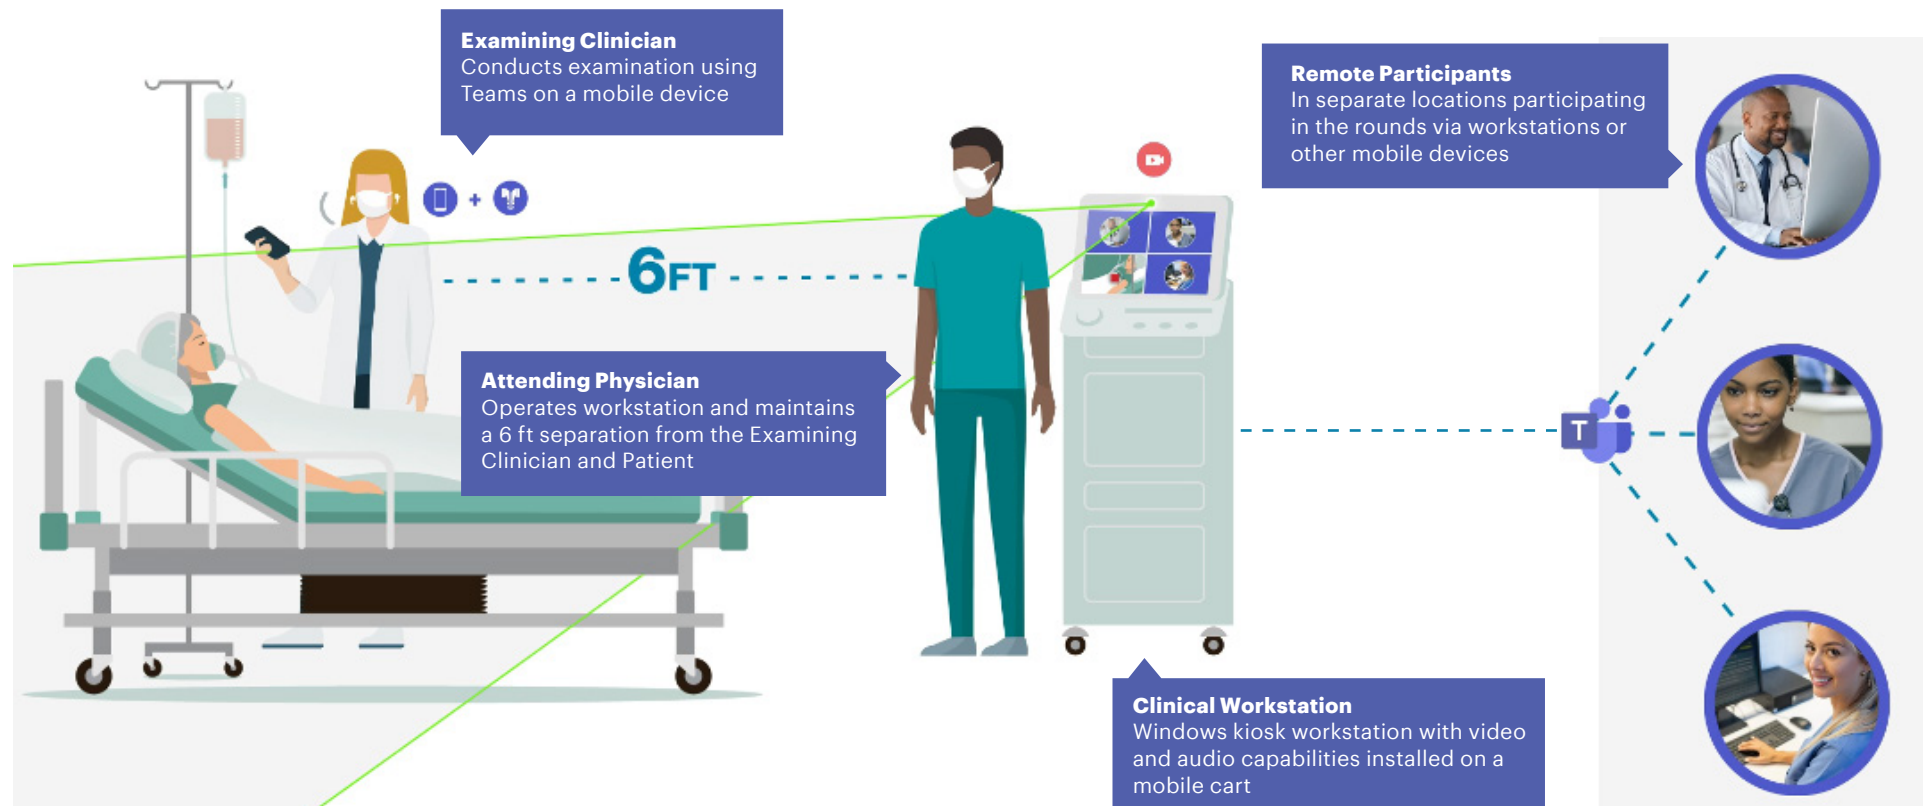 Examining Clinician
Conducts examination using
Teams on a mobile device
Remote Participants
In separate locations participating
in the rounds via workstations or
other mobile devices
6FT
Attending Physician
Operates workstation and maintains
a 6 ft separation from the Examining
Clinician and Patient
T
Clinical Workstation
Windows kiosk workstation with video
and audio capabilities installed on a
mobile cart